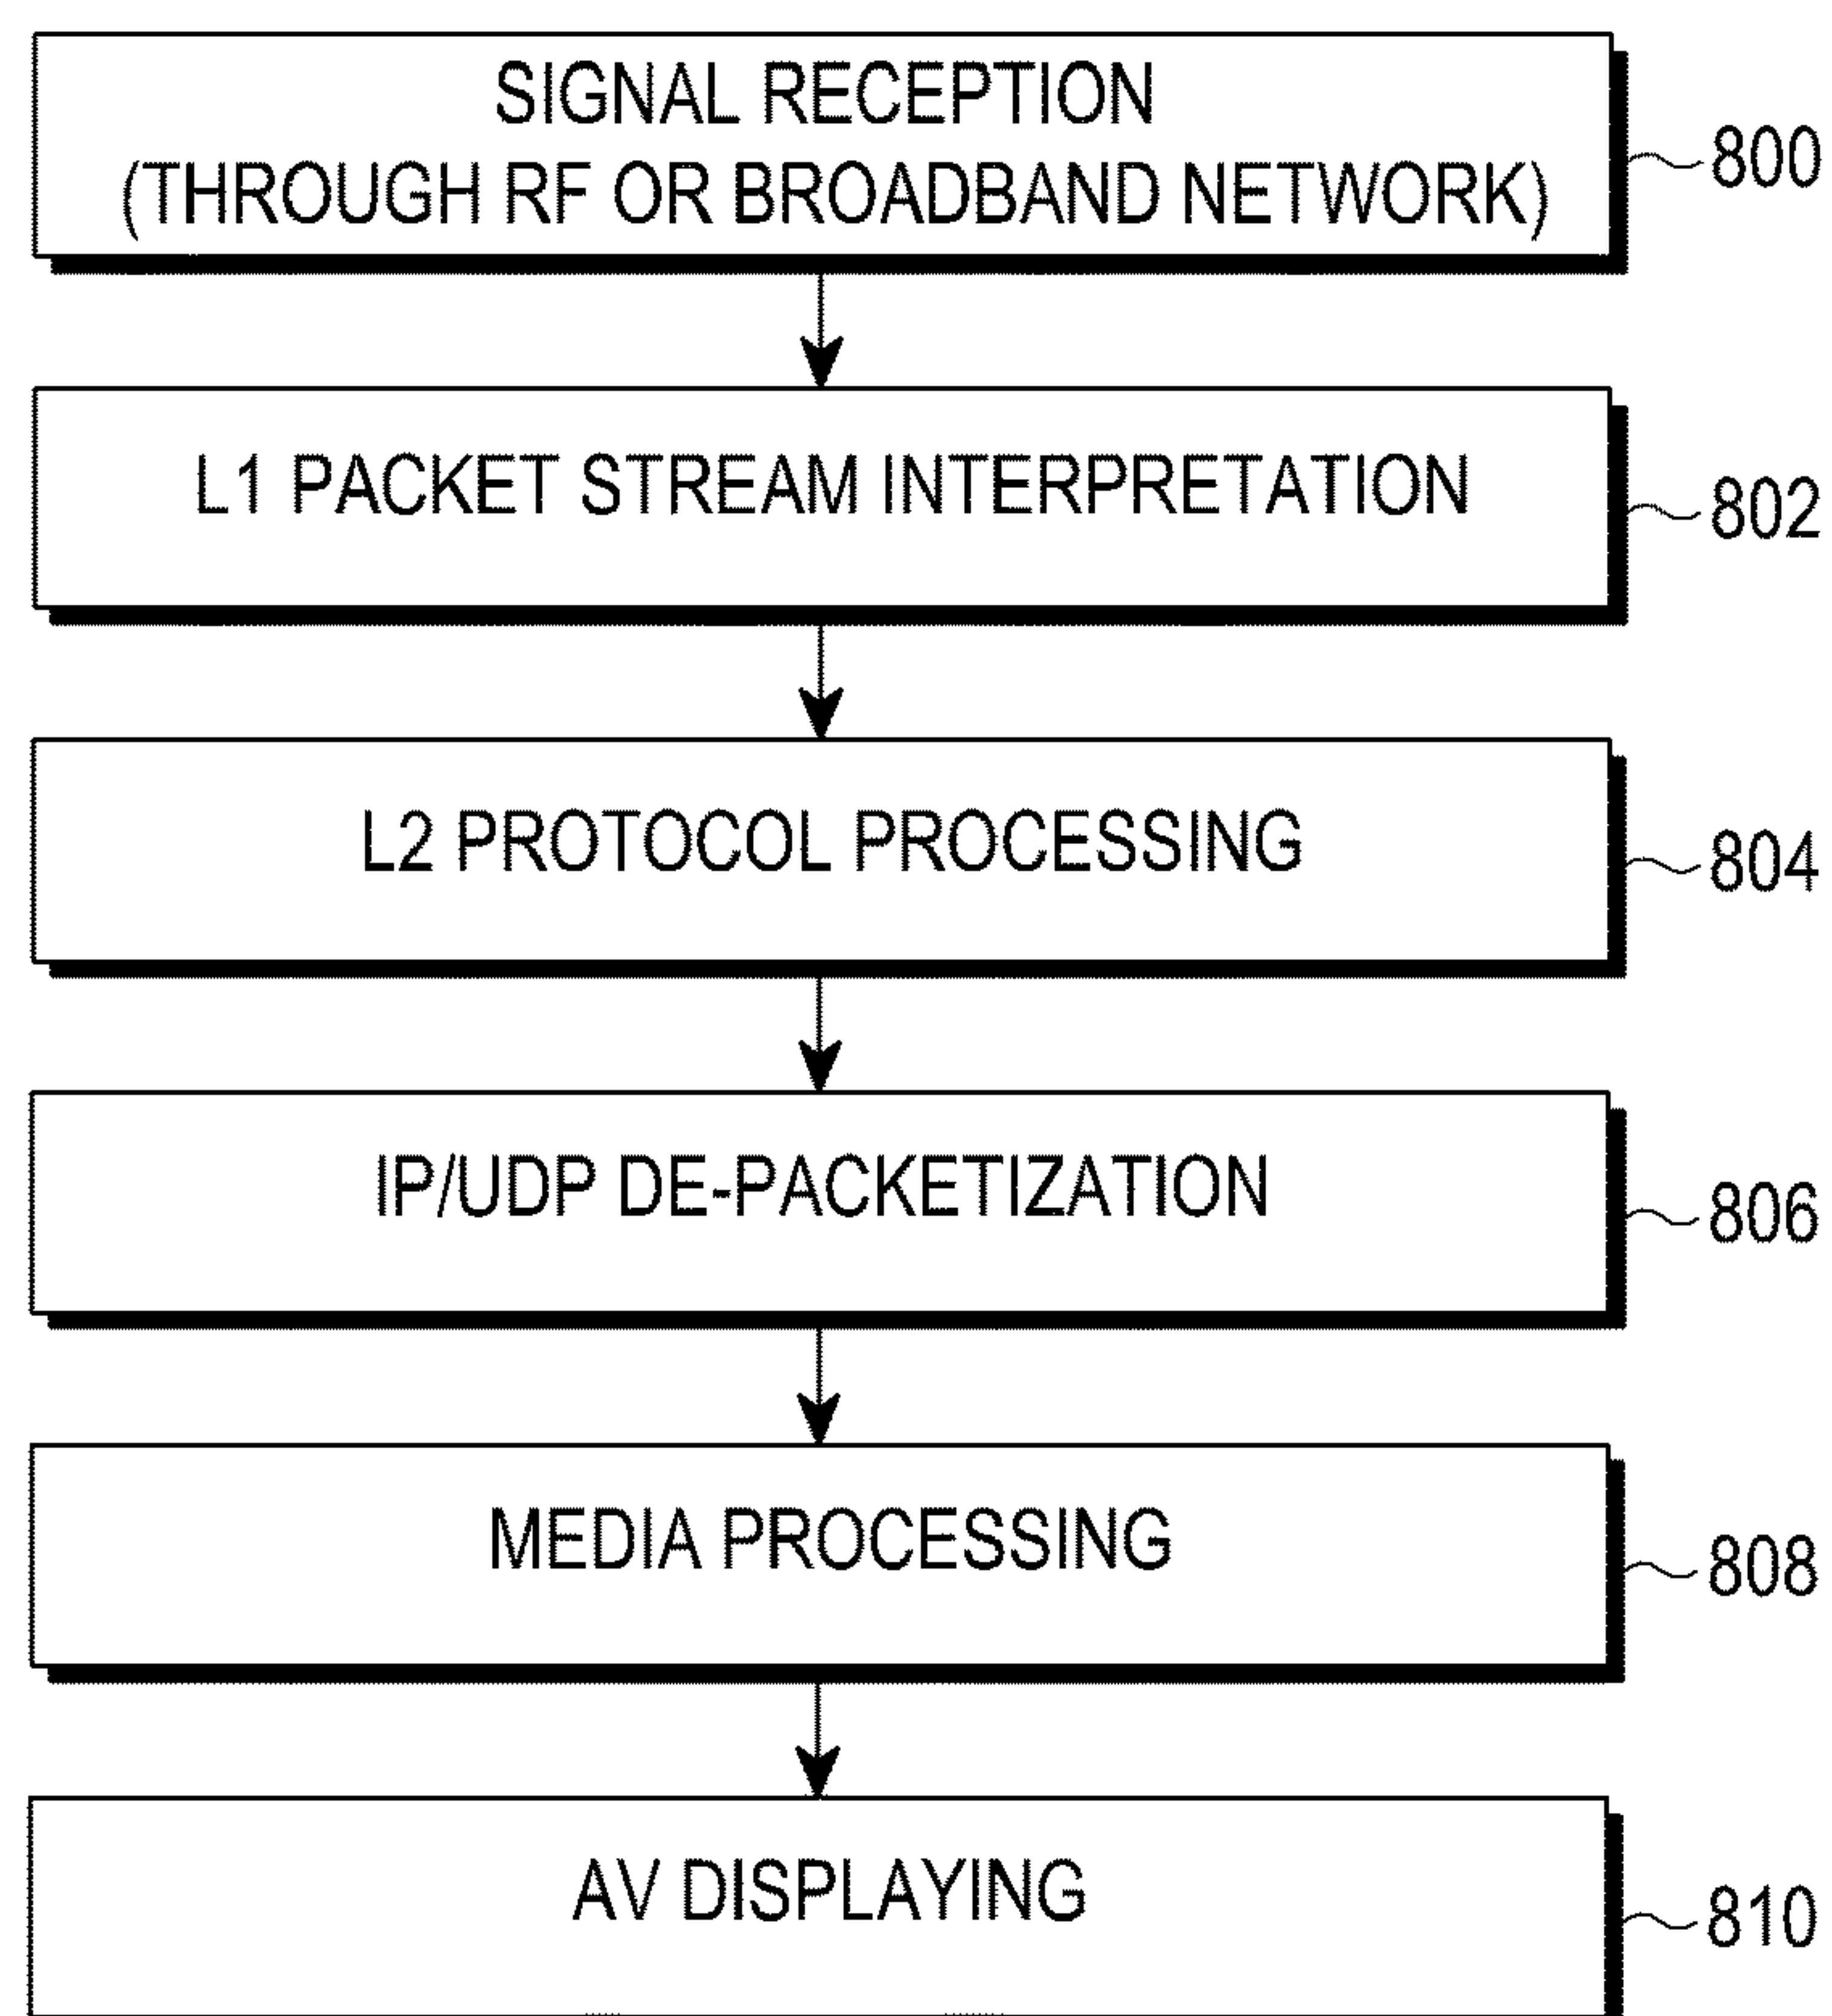 SIGNAL RECEPTION
(THROUGH RF OR BROADBAND NETWORK)
800
L1 PACKET STREAM INTERPRETATION
802
L2 PROTOCOL PROCESSING
804
IP/UDP DE-PACKETIZATION
806
MEDIA PROCESSING
808
AV DISPLAYING
810